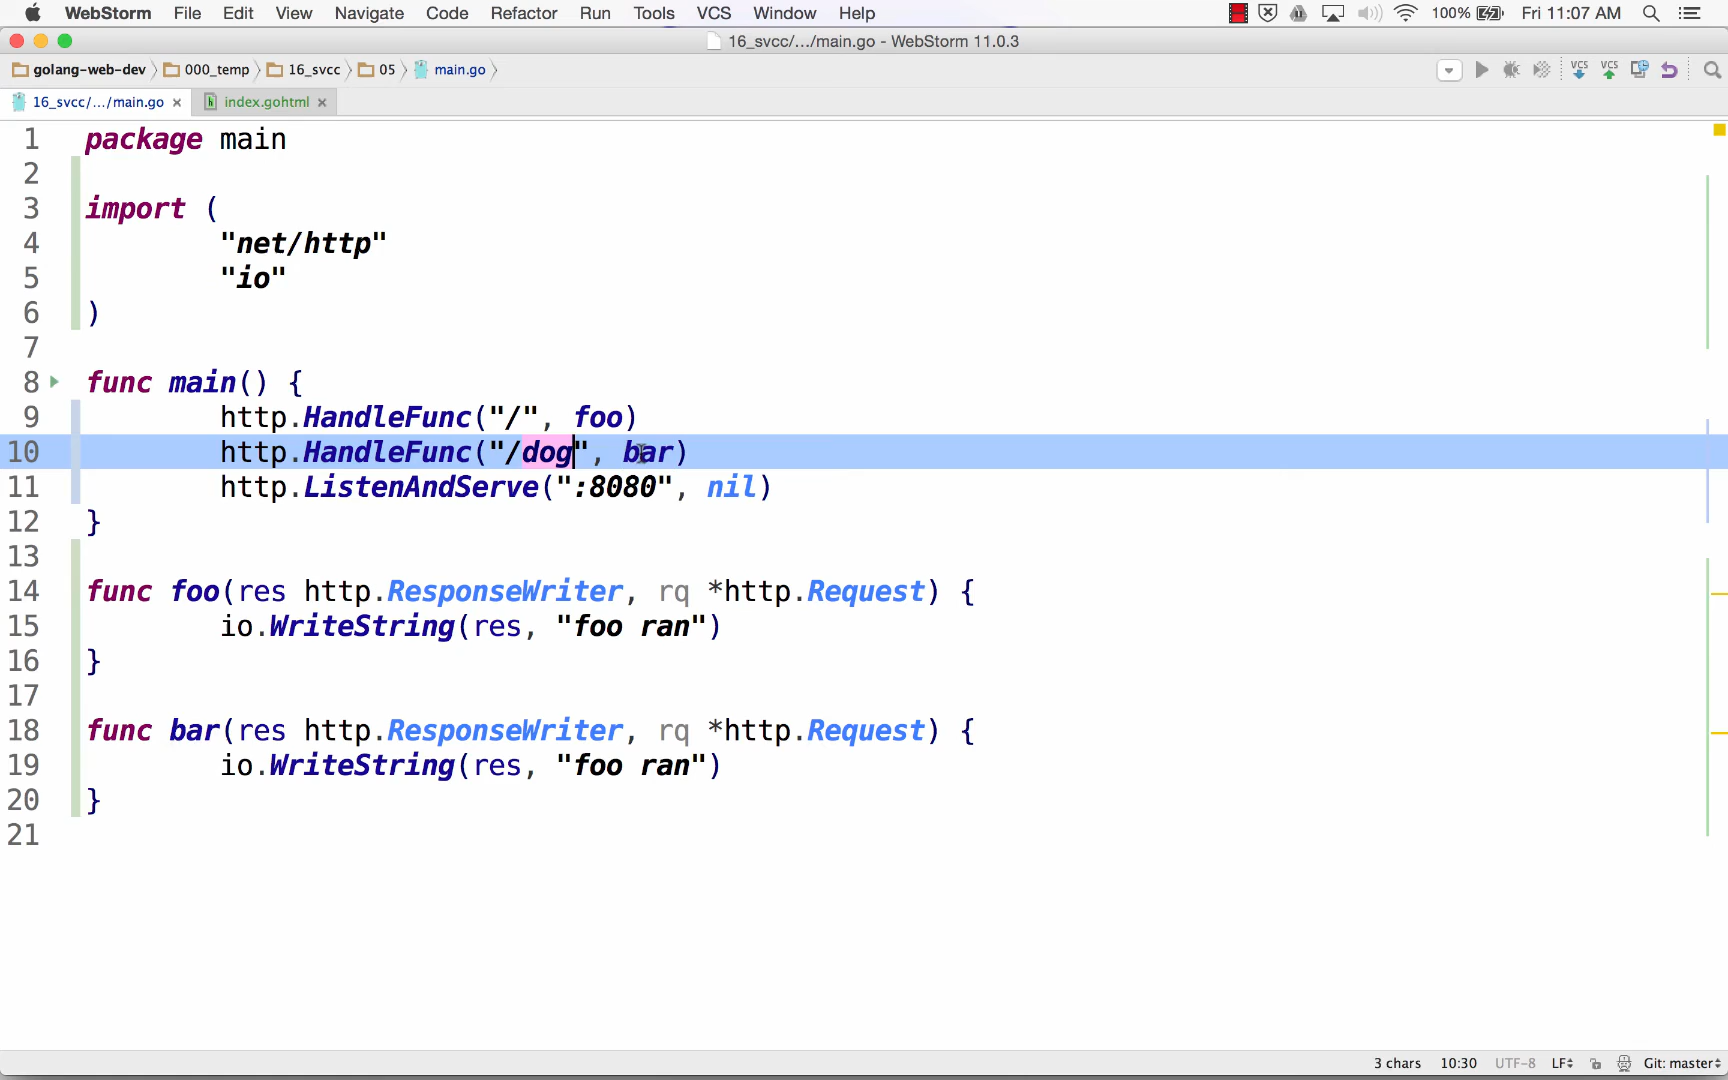 WebStorm File Edit View Navigate Code Refactor Run Tools VCS Window Help 100% Fri 11:07 AM
16_svcc/.../main.go - WebStorm 11.0.3
golang-web-dev 000_temp 16_svcc 05 main.go VCS VCS
16_svcc/.../main.go index.gohtml
1 package main
2
3 import (
4 "net/http"
5 "io"
6 )
7
8 func main() {
9 http.HandleFunc("/", foo)
10 http.HandleFunc("/dog", bar)
11 http.ListenAndServe(":8080", nil)
12 }
13
14 func foo(res http.ResponseWriter, rq *http.Request) {
15 io.WriteString(res, "foo ran")
16 }
17
18 func bar(res http.ResponseWriter, rq *http.Request) {
19 io.WriteString(res, "foo ran")
20 }
21
3 chars 10:30 UTF-8 LF Git: master